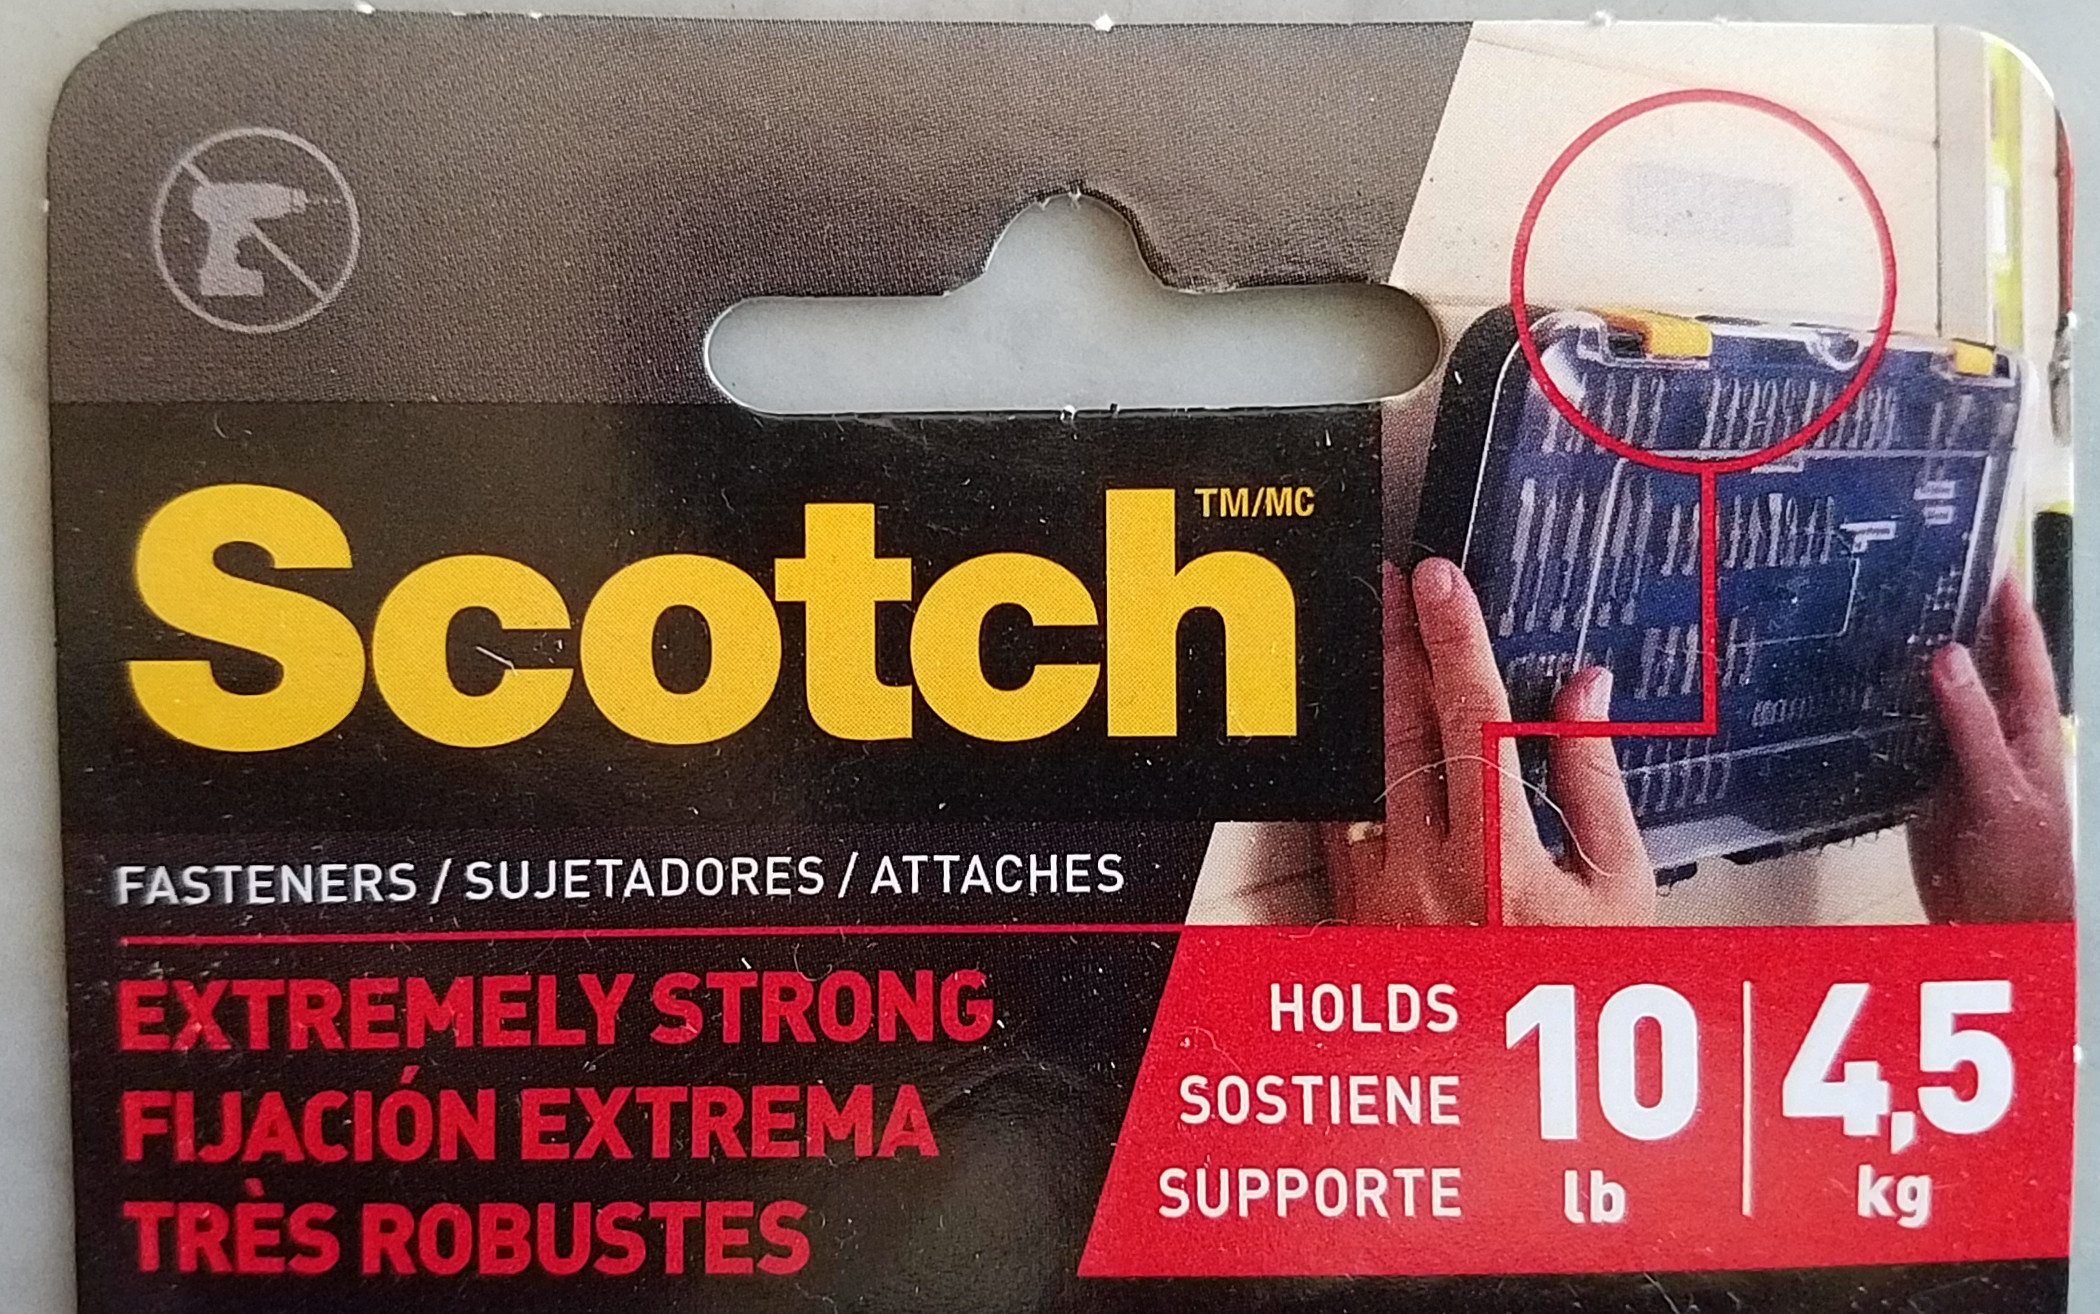 Scotch TM/MC
FASTENERS / SUJETADORES / ATTACHES
EXTREMELY STRONG
FIJACIÓN EXTREMA
TRÈS ROBUSTES
HOLDS
SOSTIENE
SUPPORTE
10 lb | 4,5 kg